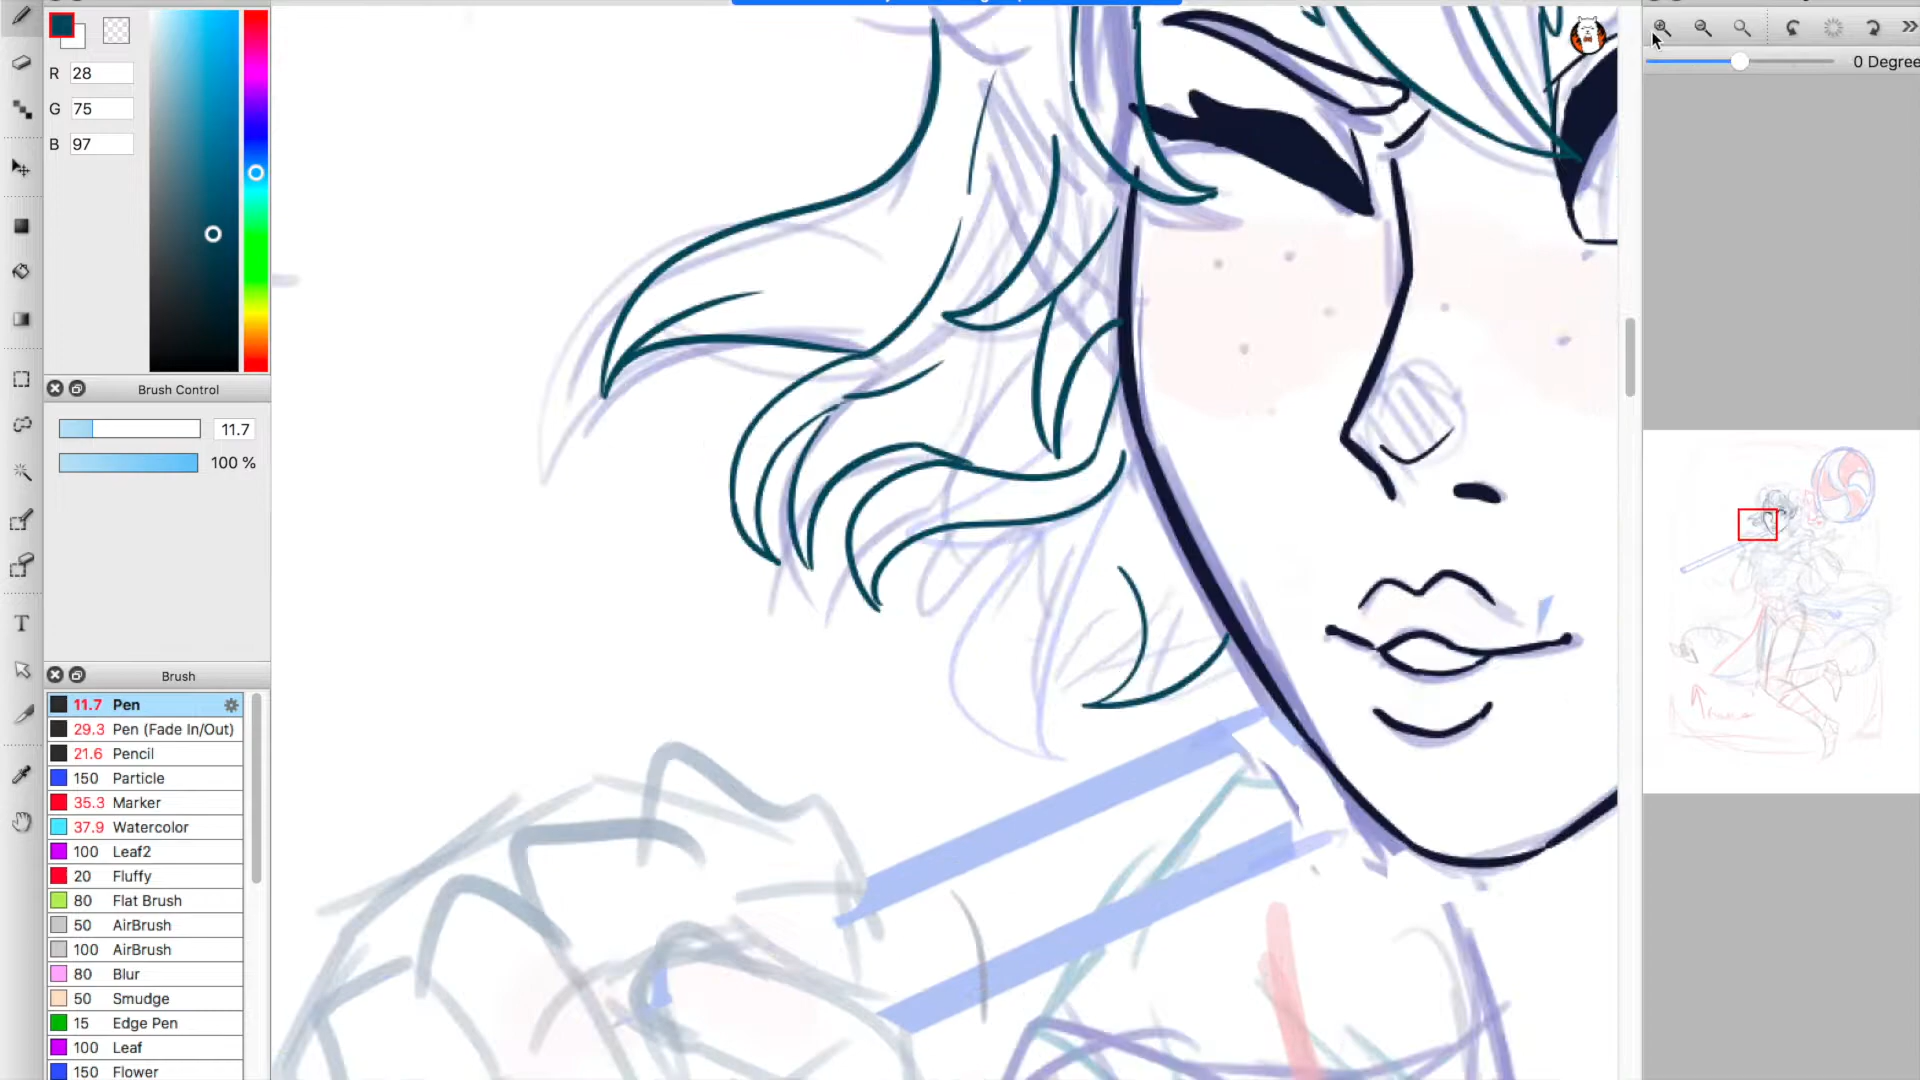 R 28
G 75
B 97
0 Degree
Brush Control
11.7
100 %
Brush
11.7 Pen
29.3 Pen (Fade In/Out)
21.6 Pencil
150 Particle
35.3 Marker
37.9 Watercolor
100 Leaf2
20 Fluffy
80 Flat Brush
50 AirBrush
100 AirBrush
80 Blur
50 Smudge
15 Edge Pen
100 Leaf
150 Flower
T